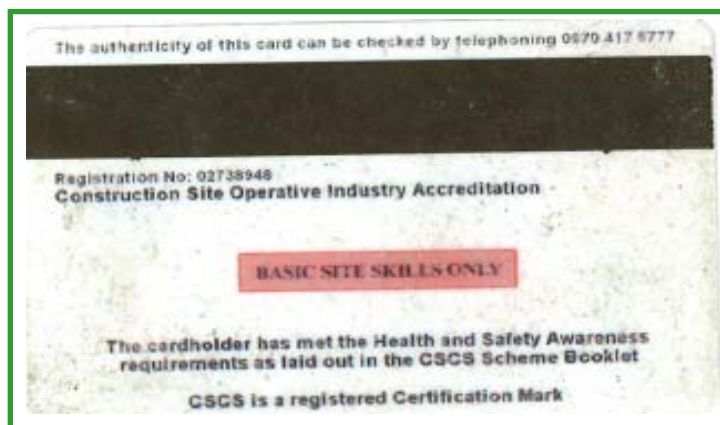 The authenticity of this card can be checked by telephoning 0870 417 8777
Registration No: 02738948
Construction Site Operative Industry Accreditation
BASIC SITE SKILLS ONLY
The cardholder has met the Health and Safety Awareness
requirements as laid out in the CSCS Scheme Booklet
CSCS is a registered Certification Mark